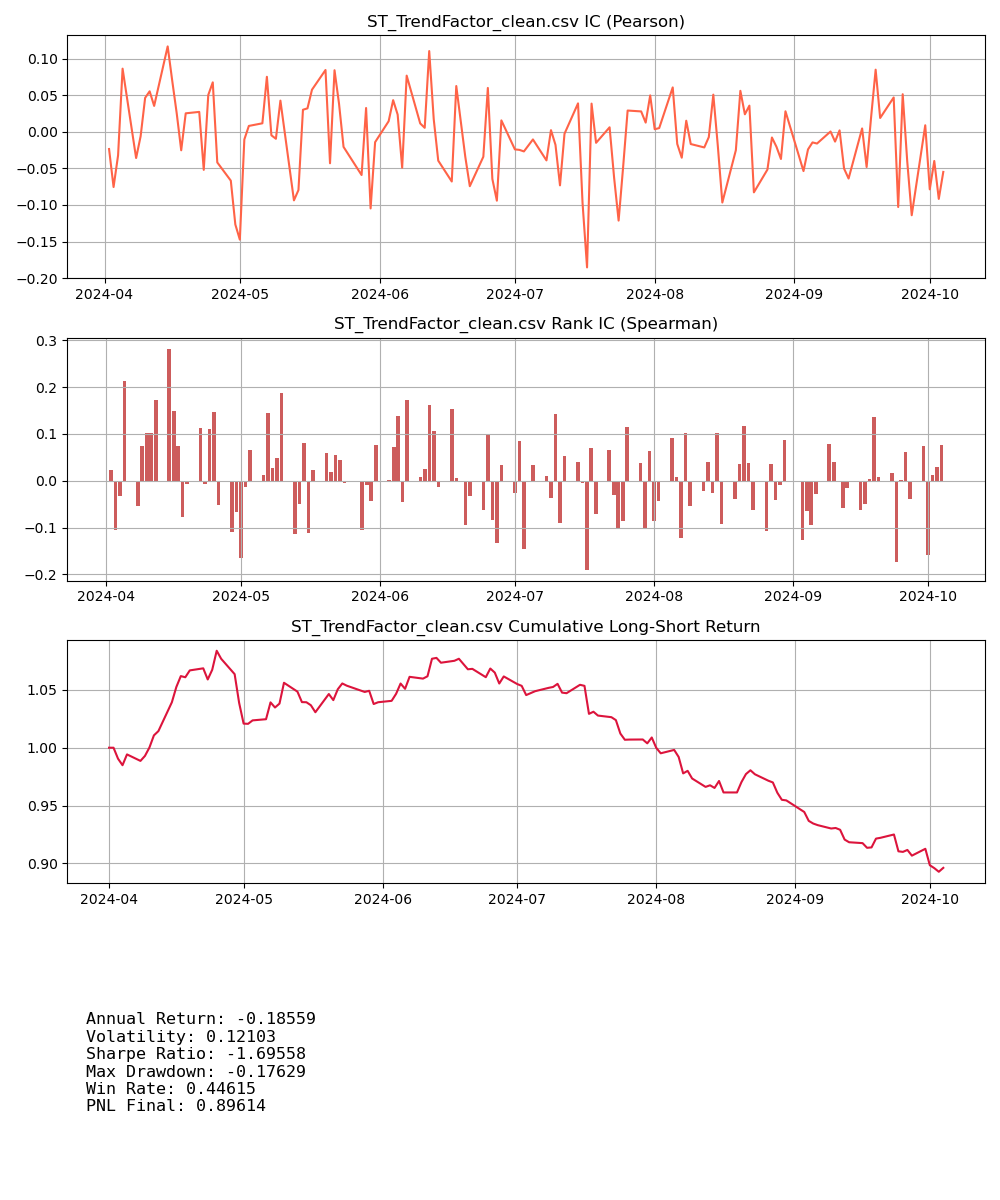 ST_TrendFactor_clean.csv IC (Pearson)
0.10
0.05
0.00
−0.05
−0.10
−0.15
−0.20
2024-04 2024-05 2024-06 2024-07 2024-08 2024-09 2024-10
ST_TrendFactor_clean.csv Rank IC (Spearman)
0.3
0.2
0.1
0.0
−0.1
−0.2
2024-04 2024-05 2024-06 2024-07 2024-08 2024-09 2024-10
ST_TrendFactor_clean.csv Cumulative Long-Short Return
1.05
1.00
0.95
0.90
2024-04 2024-05 2024-06 2024-07 2024-08 2024-09 2024-10
Annual Return: -0.18559
Volatility: 0.12103
Sharpe Ratio: -1.69558
Max Drawdown: -0.17629
Win Rate: 0.44615
PNL Final: 0.89614